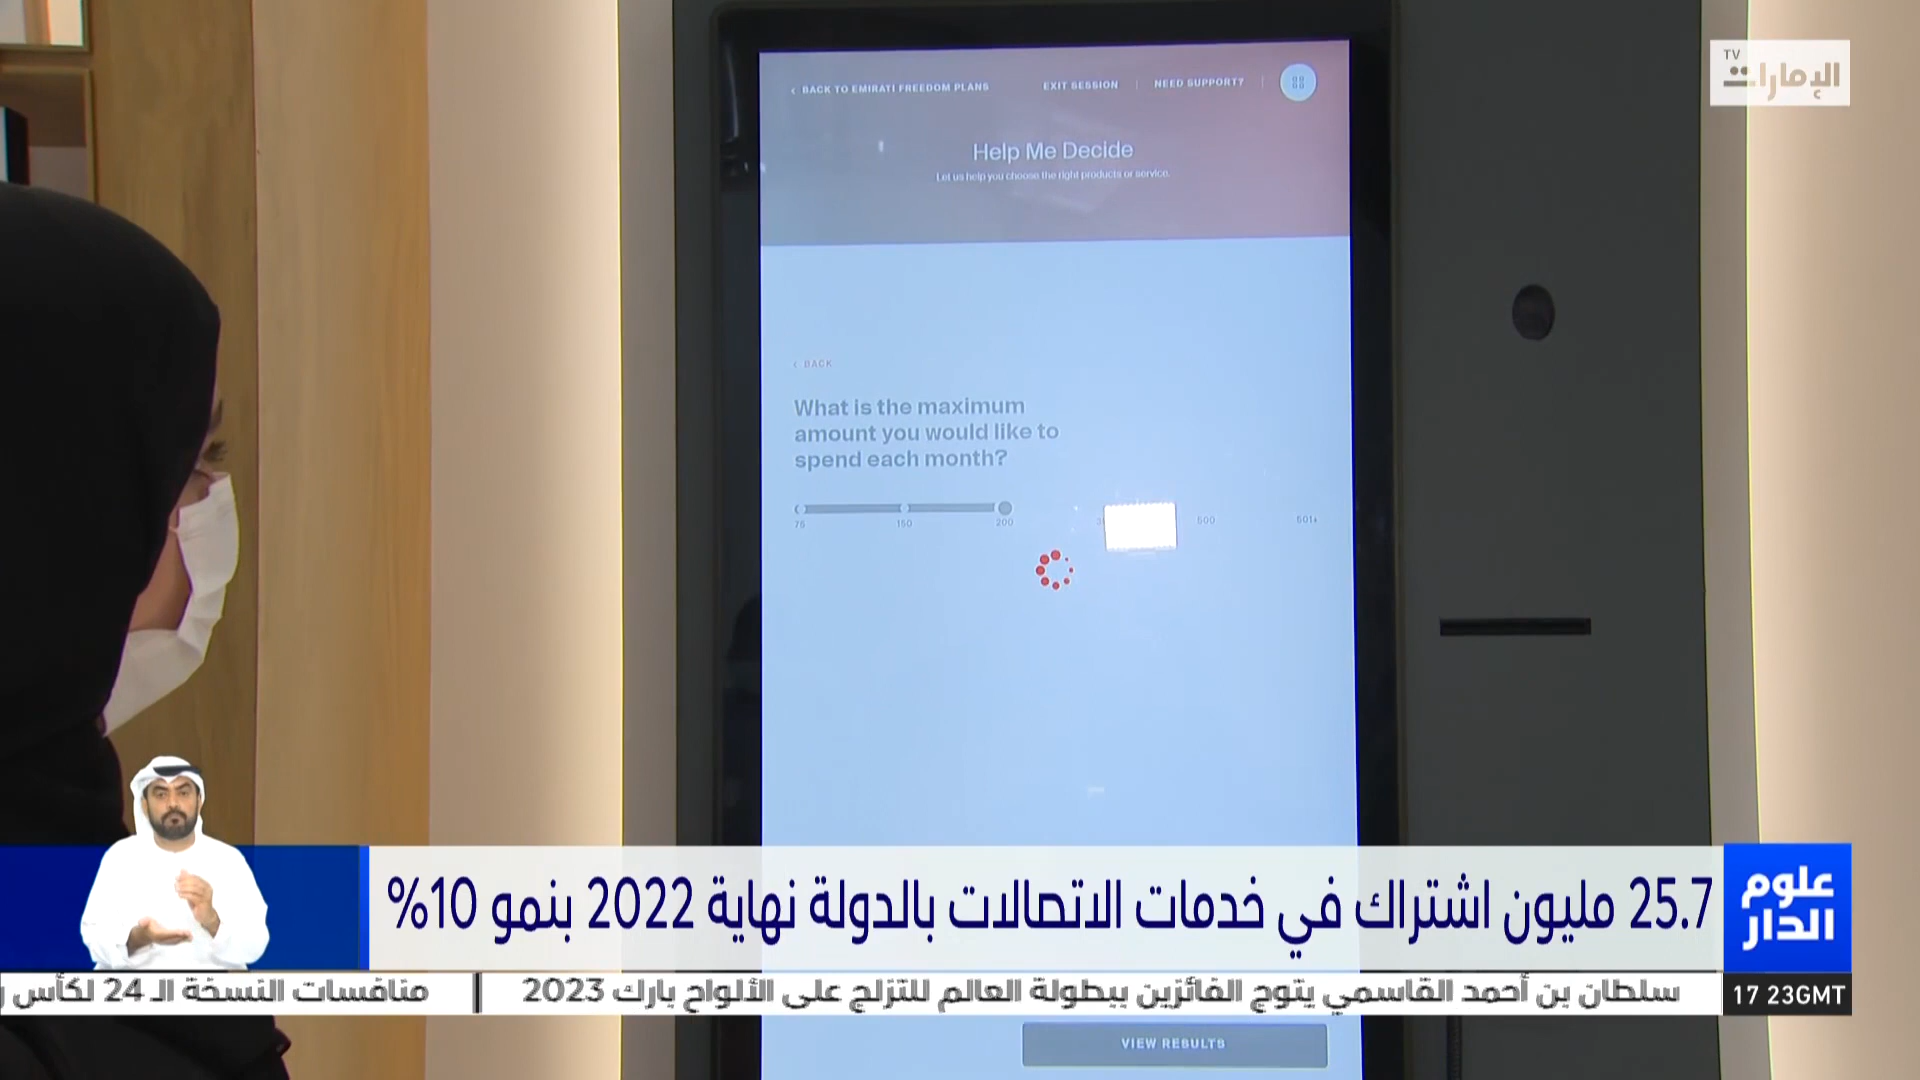 TV
الإمارات
BACK TO EMIRATI FREEDOM PLANS
EXIT SESSION
NEED SUPPORT?
Help Me Decide
Let us help you choose the right products or service.
BACK
What is the maximum
amount you would like to
spend each month?
75 150 200 500 501+
25.7 مليون اشتراك في خدمات الاتصالات بالدولة نهاية 2022 بنمو 10%
علوم
الدار
سلطان بن أحمد القاسمي يتوج الفائزين ببطولة العالم للتزلج على الألواح بارك 2023 | منافسات النسخة الـ 24 لكأس
17 23GMT
VIEW RESULTS